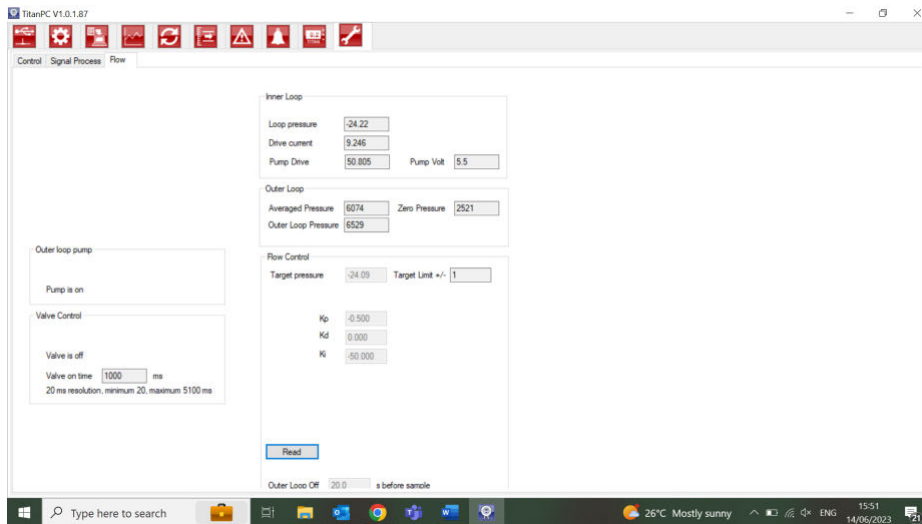 TitanPC V1.0.1.87
Control Signal Process Flow
Inner Loop
Loop pressure -24.22
Drive current 9.246
Pump Drive 50.805 Pump Volt 5.5
Outer Loop
Averaged Pressure 6074 Zero Pressure 2521
Outer Loop Pressure 6529
Outer loop pump
Pump is on
Valve Control
Valve is off
Valve on time 1000 ms
20 ms resolution, minimum 20, maximum 5100 ms
Flow Control
Target pressure -24.09 Target Limit +/- 1
Kp -0.500
Kd 0.000
Ki -50.000
Read
Outer Loop Off 20.0 s before sample
Type here to search
26°C Mostly sunny
ENG
15:51
14/06/2023
21